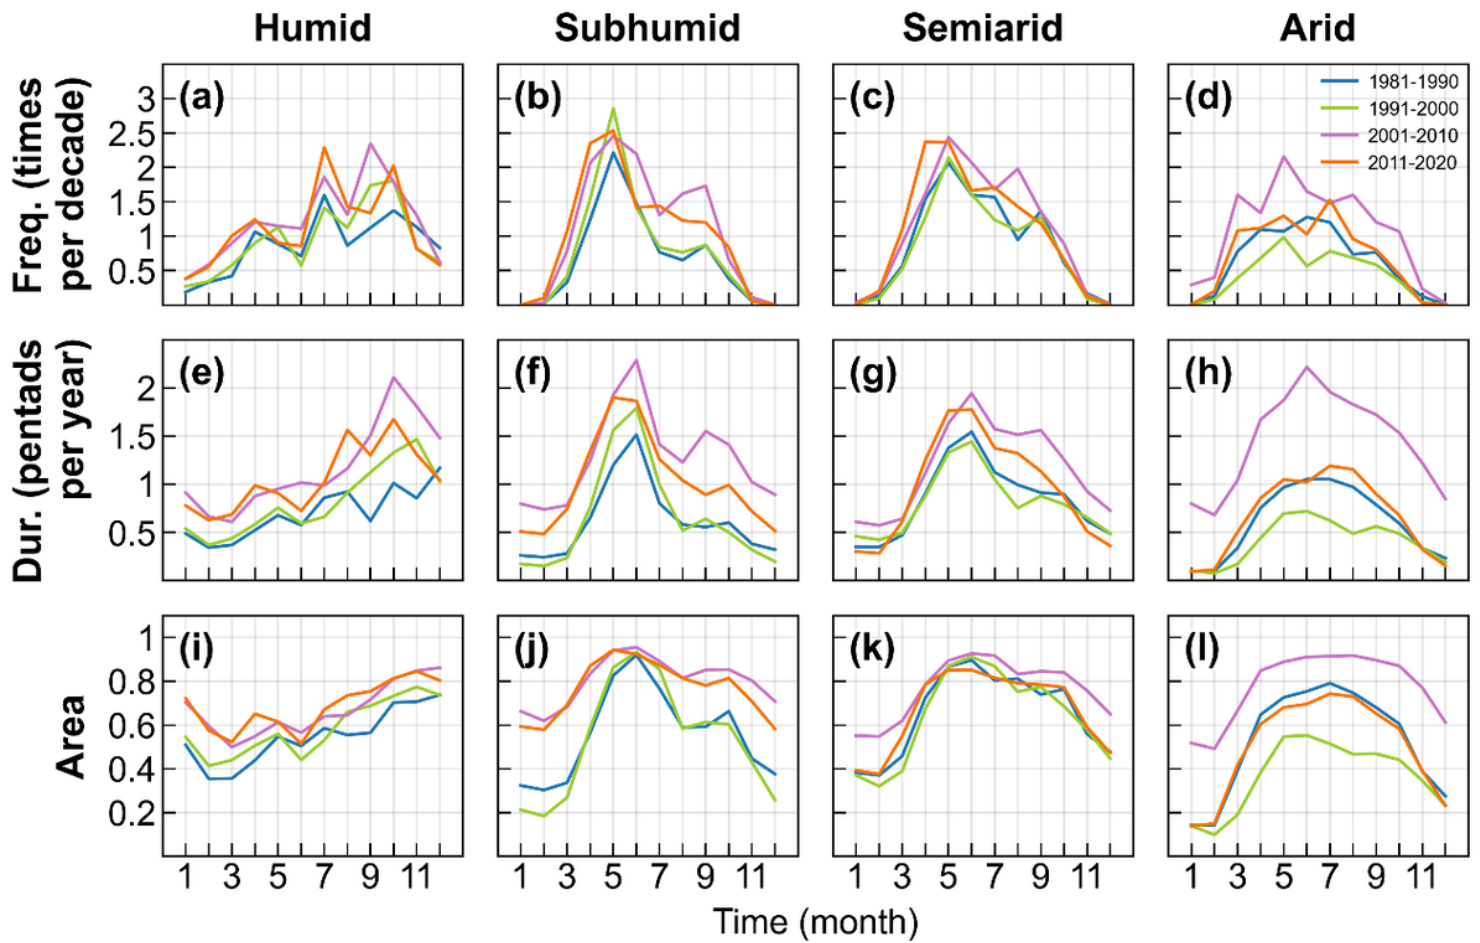 Humid Subhumid Semiarid Arid
Freq. (times
per decade)
3
2.5
2
1.5
1
0.5
(a) (b) (c) (d)
1981-1990
1991-2000
2001-2010
2011-2020
Dur. (pentads
per year)
2
1.5
1
0.5
(e) (f) (g) (h)
Area
1
0.8
0.6
0.4
0.2
(i) (j) (k) (l)
1 3 5 7 9 11 1 3 5 7 9 11 1 3 5 7 9 11 1 3 5 7 9 11
Time (month)